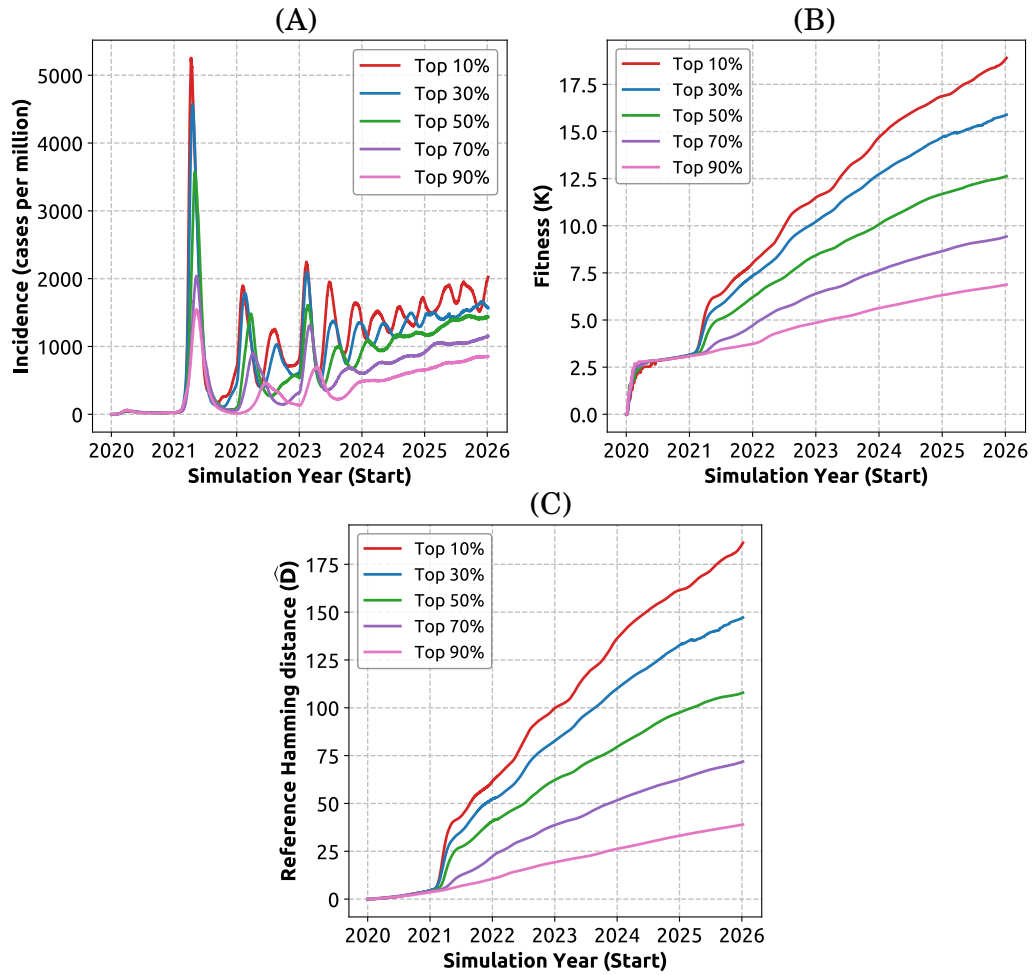 (A)
Incidence (cases per million)
5000
4000
3000
2000
1000
0
Top 10%
Top 30%
Top 50%
Top 70%
Top 90%
2020 2021 2022 2023 2024 2025 2026
Simulation Year (Start)
(B)
Fitness (K)
17.5
15.0
12.5
10.0
7.5
5.0
2.5
0.0
Top 10%
Top 30%
Top 50%
Top 70%
Top 90%
2020 2021 2022 2023 2024 2025 2026
Simulation Year (Start)
(C)
Reference Hamming distance (D̂)
175
150
125
100
75
50
25
0
Top 10%
Top 30%
Top 50%
Top 70%
Top 90%
2020 2021 2022 2023 2024 2025 2026
Simulation Year (Start)